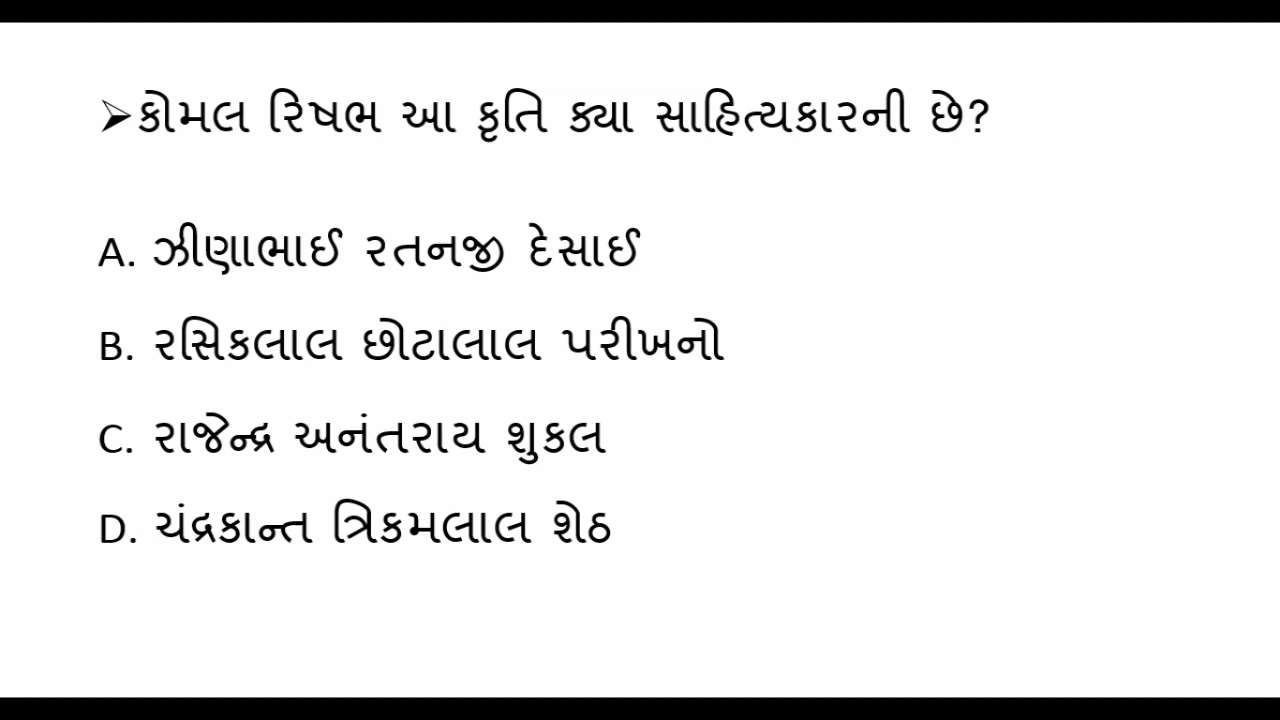 ➢કોમલ રિષભ આ કૃતિ ક્યા સાહિત્યકારની છે?
A. ઝીણાભાઈ રતનજી દેસાઈ
B. રસિકલાલ છોટાલાલ પરીખનો
C. રાજેન્દ્ર અનંતરાય શુકલ
D. ચંદ્રકાન્ત ત્રિકમલાલ શેઠ